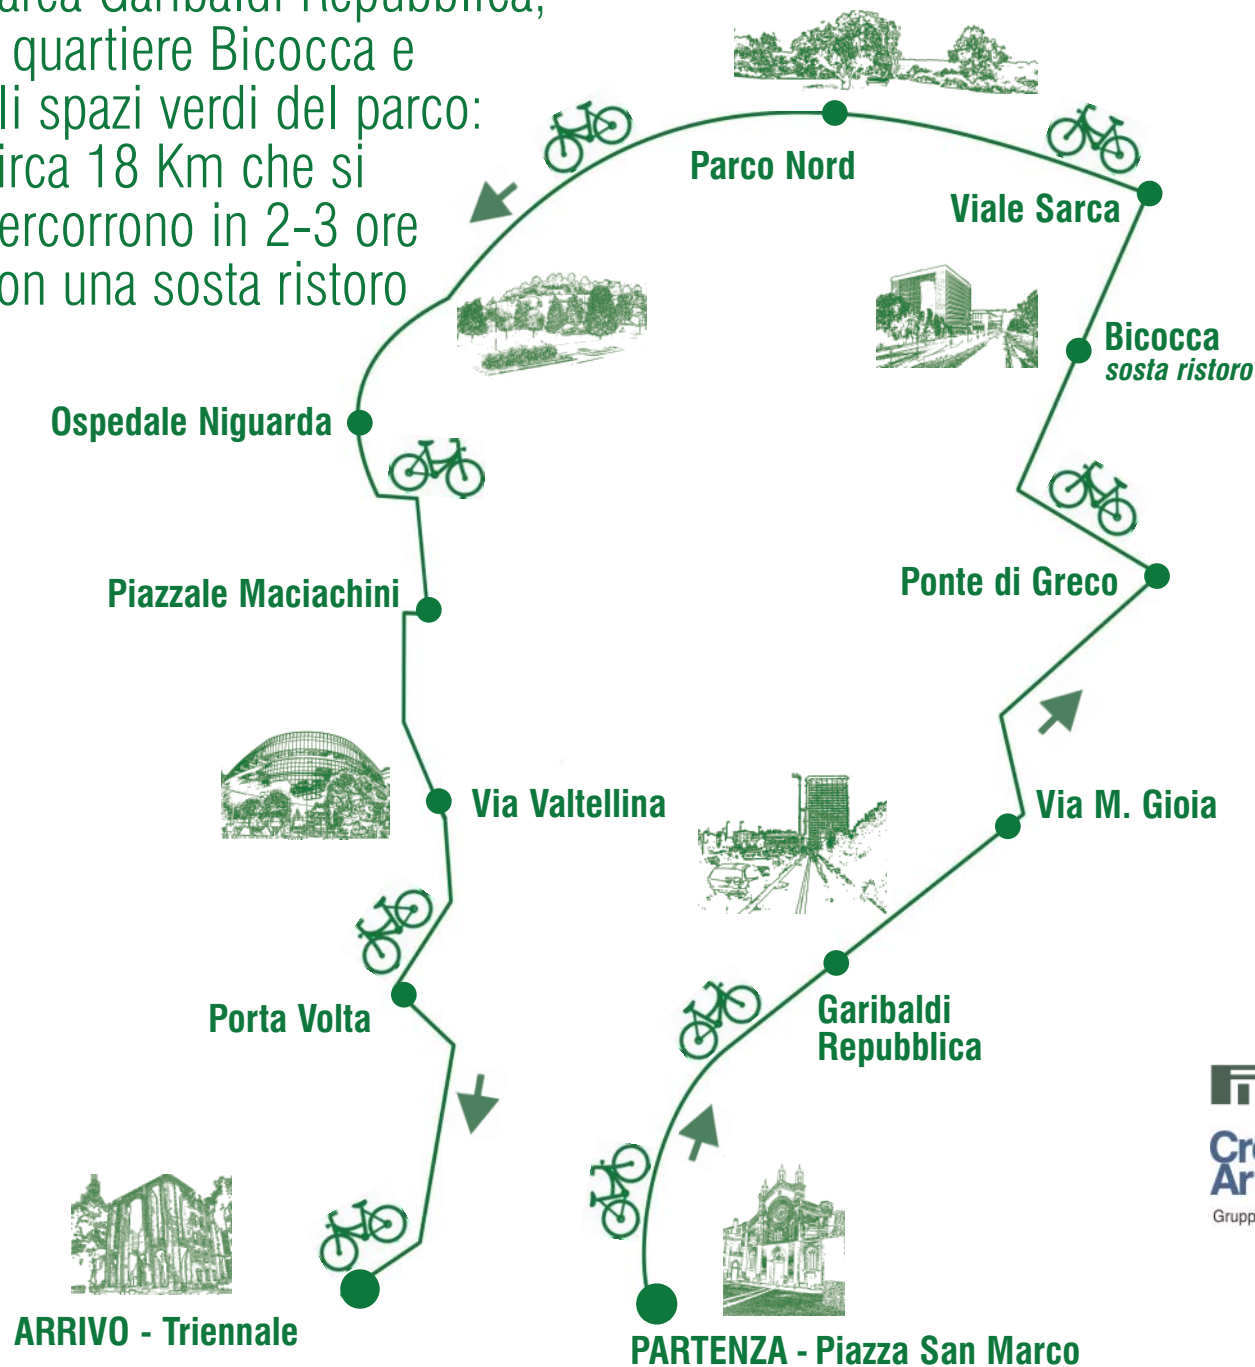 quartiere Bicocca e
spazi verdi del parco:
18 Km che si
in 2-3 ore
una sosta ristoro
Parco Nord
Viale Sarca
Bicocca
sosta ristoro
Ospedale Niguarda
Ponte di Greco
Piazzale Maciachini
Via Valtellina
Via M. Gioia
Porta Volta
Garibaldi
Repubblica
ARRIVO - Triennale
PARTENZA - Piazza San Marco